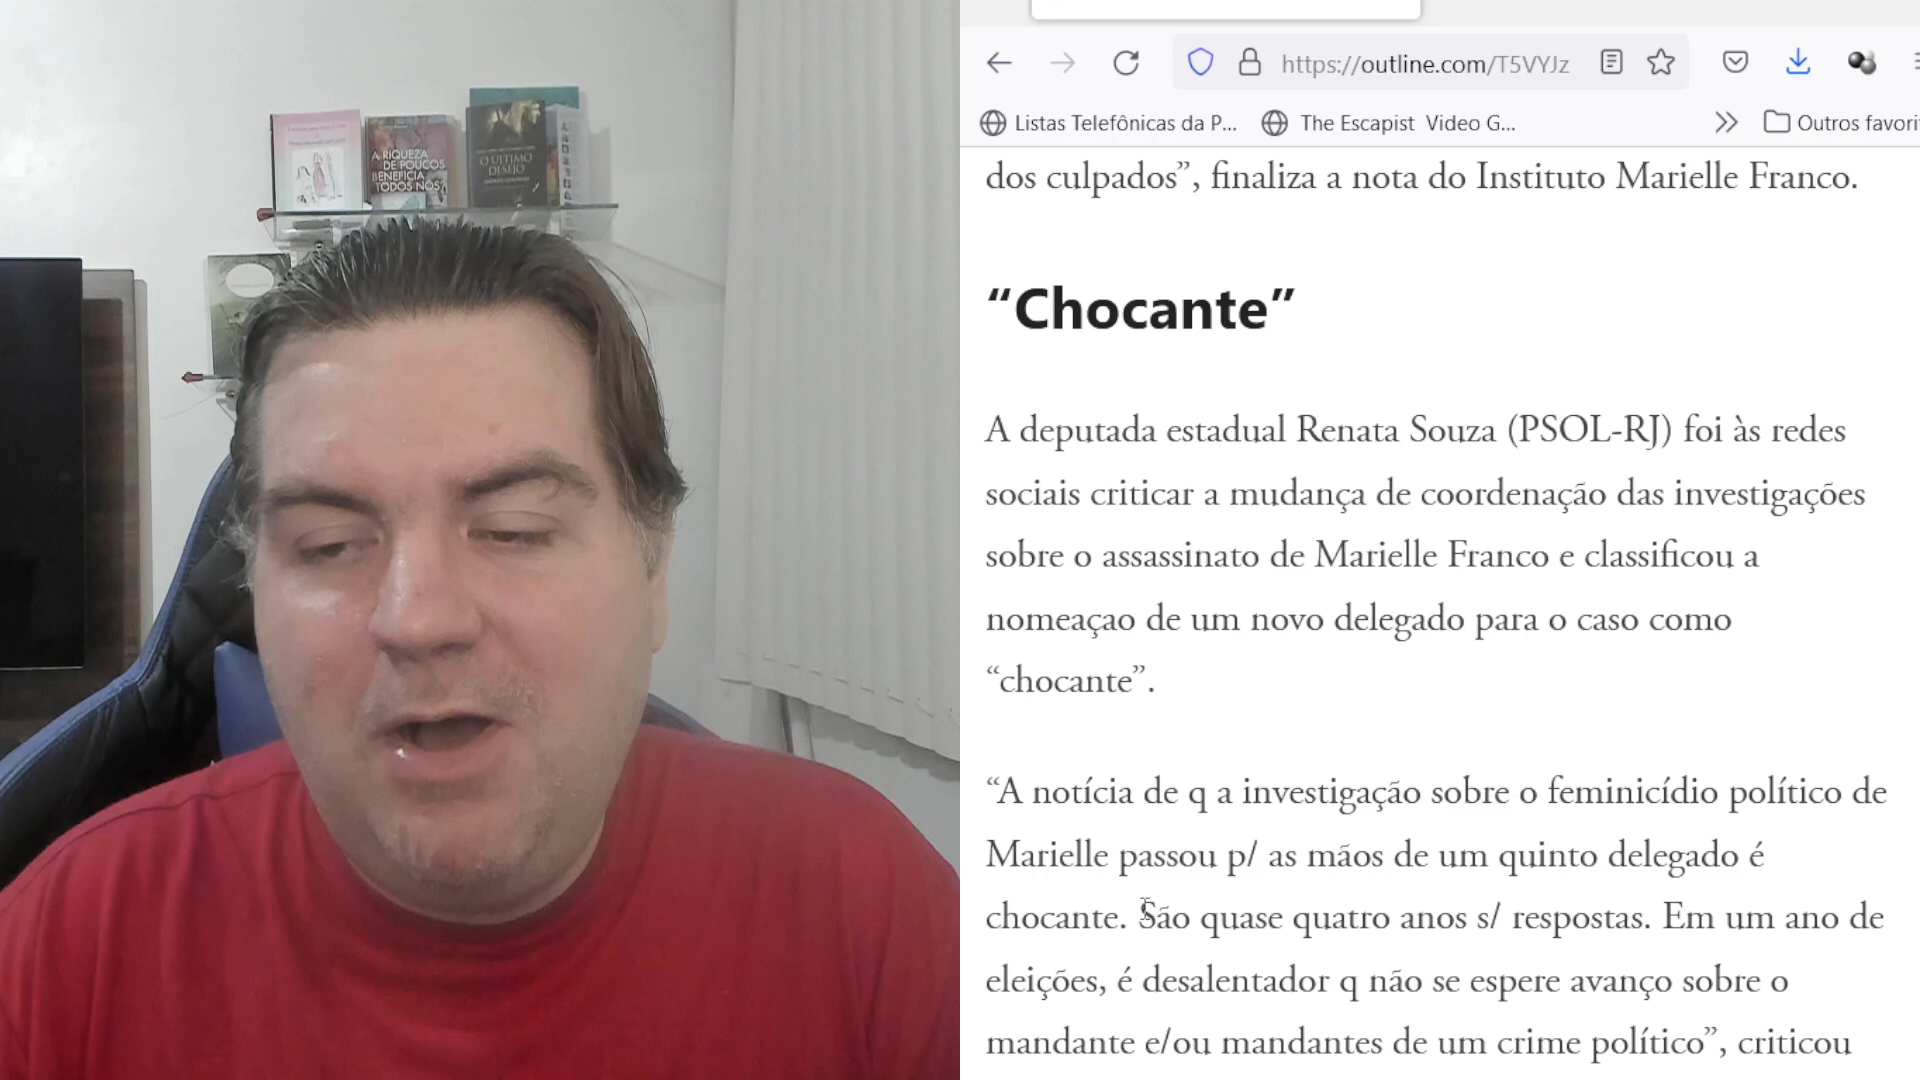 A RIQUEZA
DE POUCOS
BENEFICIA
TODOS NÓS?
O ÚLTIMO
DESEJO
https://outline.com/T5VYJz
Listas Telefônicas da P...
The Escapist Video G...
Outros favori
dos culpados”, finaliza a nota do Instituto Marielle Franco.
“Chocante”
A deputada estadual Renata Souza (PSOL-RJ) foi às redes
sociais criticar a mudança de coordenação das investigações
sobre o assassinato de Marielle Franco e classificou a
nomeaçao de um novo delegado para o caso como
“chocante”.
“A notícia de q a investigação sobre o feminicídio político de
Marielle passou p/ as mãos de um quinto delegado é
chocante. São quase quatro anos s/ respostas. Em um ano de
eleições, é desalentador q não se espere avanço sobre o
mandante e/ou mandantes de um crime político”, criticou